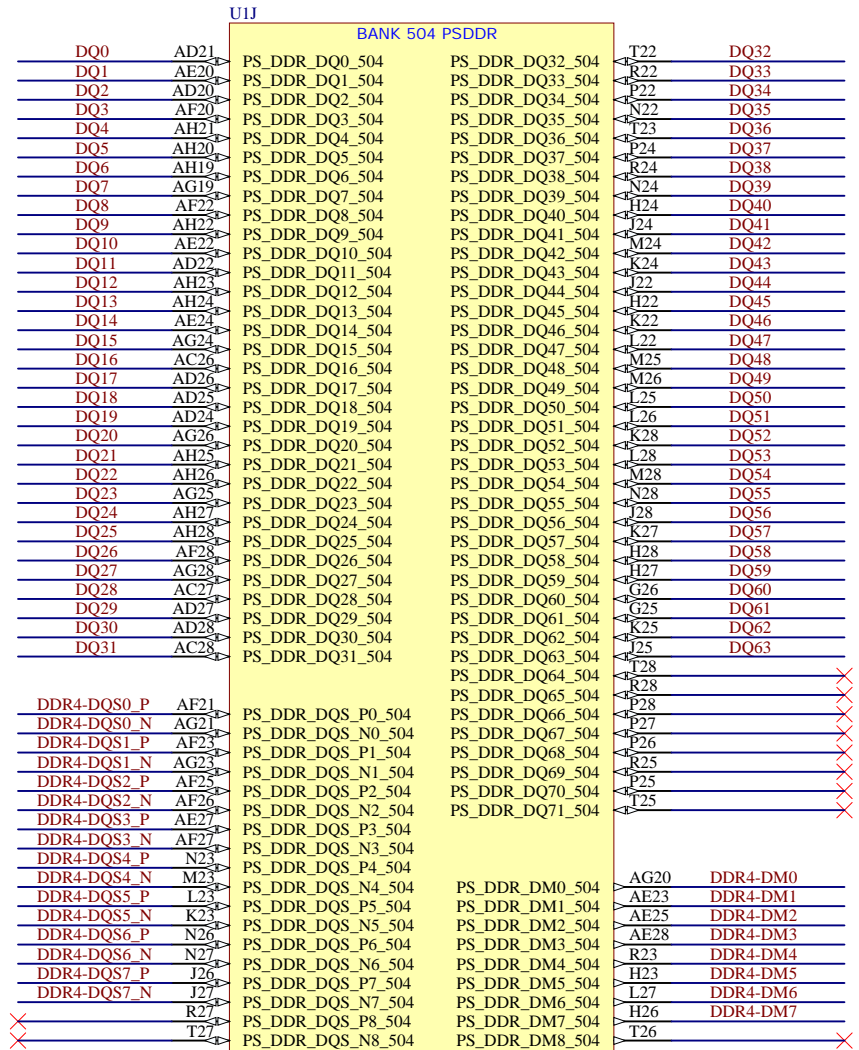 U1J
BANK 504 PSDDR
DQ0 AD21 PS_DDR_DQ0_504 PS_DDR_DQ32_504 T22 DQ32
DQ1 AE20 PS_DDR_DQ1_504 PS_DDR_DQ33_504 R22 DQ33
DQ2 AD20 PS_DDR_DQ2_504 PS_DDR_DQ34_504 P22 DQ34
DQ3 AF20 PS_DDR_DQ3_504 PS_DDR_DQ35_504 N22 DQ35
DQ4 AH21 PS_DDR_DQ4_504 PS_DDR_DQ36_504 T23 DQ36
DQ5 AH20 PS_DDR_DQ5_504 PS_DDR_DQ37_504 P24 DQ37
DQ6 AH19 PS_DDR_DQ6_504 PS_DDR_DQ38_504 R24 DQ38
DQ7 AG19 PS_DDR_DQ7_504 PS_DDR_DQ39_504 N24 DQ39
DQ8 AF22 PS_DDR_DQ8_504 PS_DDR_DQ40_504 H24 DQ40
DQ9 AH22 PS_DDR_DQ9_504 PS_DDR_DQ41_504 J24 DQ41
DQ10 AE22 PS_DDR_DQ10_504 PS_DDR_DQ42_504 M24 DQ42
DQ11 AD22 PS_DDR_DQ11_504 PS_DDR_DQ43_504 K24 DQ43
DQ12 AH23 PS_DDR_DQ12_504 PS_DDR_DQ44_504 J22 DQ44
DQ13 AH24 PS_DDR_DQ13_504 PS_DDR_DQ45_504 H22 DQ45
DQ14 AE24 PS_DDR_DQ14_504 PS_DDR_DQ46_504 K22 DQ46
DQ15 AG24 PS_DDR_DQ15_504 PS_DDR_DQ47_504 L22 DQ47
DQ16 AC26 PS_DDR_DQ16_504 PS_DDR_DQ48_504 M25 DQ48
DQ17 AD26 PS_DDR_DQ17_504 PS_DDR_DQ49_504 M26 DQ49
DQ18 AD25 PS_DDR_DQ18_504 PS_DDR_DQ50_504 L25 DQ50
DQ19 AD24 PS_DDR_DQ19_504 PS_DDR_DQ51_504 L26 DQ51
DQ20 AG26 PS_DDR_DQ20_504 PS_DDR_DQ52_504 K28 DQ52
DQ21 AH25 PS_DDR_DQ21_504 PS_DDR_DQ53_504 L28 DQ53
DQ22 AH26 PS_DDR_DQ22_504 PS_DDR_DQ54_504 M28 DQ54
DQ23 AG25 PS_DDR_DQ23_504 PS_DDR_DQ55_504 N28 DQ55
DQ24 AH27 PS_DDR_DQ24_504 PS_DDR_DQ56_504 J28 DQ56
DQ25 AH28 PS_DDR_DQ25_504 PS_DDR_DQ57_504 K27 DQ57
DQ26 AF28 PS_DDR_DQ26_504 PS_DDR_DQ58_504 H28 DQ58
DQ27 AG28 PS_DDR_DQ27_504 PS_DDR_DQ59_504 H27 DQ59
DQ28 AC27 PS_DDR_DQ28_504 PS_DDR_DQ60_504 G26 DQ60
DQ29 AD27 PS_DDR_DQ29_504 PS_DDR_DQ61_504 G25 DQ61
DQ30 AD28 PS_DDR_DQ30_504 PS_DDR_DQ62_504 K25 DQ62
DQ31 AC28 PS_DDR_DQ31_504 PS_DDR_DQ63_504 J25 DQ63
PS_DDR_DQ64_504 T28
PS_DDR_DQ65_504 R28
DDR4-DQS0_P AF21 PS_DDR_DQS_P0_504 PS_DDR_DQ66_504 P28
DDR4-DQS0_N AG21 PS_DDR_DQS_N0_504 PS_DDR_DQ67_504 P27
DDR4-DQS1_P AF23 PS_DDR_DQS_P1_504 PS_DDR_DQ68_504 P26
DDR4-DQS1_N AG23 PS_DDR_DQS_N1_504 PS_DDR_DQ69_504 R25
DDR4-DQS2_P AF25 PS_DDR_DQS_P2_504 PS_DDR_DQ70_504 P25
DDR4-DQS2_N AF26 PS_DDR_DQS_N2_504 PS_DDR_DQ71_504 T25
DDR4-DQS3_P AE27 PS_DDR_DQS_P3_504
DDR4-DQS3_N AF27 PS_DDR_DQS_N3_504
DDR4-DQS4_P N23 PS_DDR_DQS_P4_504
DDR4-DQS4_N M23 PS_DDR_DQS_N4_504 PS_DDR_DM0_504 AG20 DDR4-DM0
DDR4-DQS5_P L23 PS_DDR_DQS_P5_504 PS_DDR_DM1_504 AE23 DDR4-DM1
DDR4-DQS5_N K23 PS_DDR_DQS_N5_504 PS_DDR_DM2_504 AE25 DDR4-DM2
DDR4-DQS6_P N26 PS_DDR_DQS_P6_504 PS_DDR_DM3_504 AE28 DDR4-DM3
DDR4-DQS6_N N27 PS_DDR_DQS_N6_504 PS_DDR_DM4_504 R23 DDR4-DM4
DDR4-DQS7_P J26 PS_DDR_DQS_P7_504 PS_DDR_DM5_504 H23 DDR4-DM5
DDR4-DQS7_N J27 PS_DDR_DQS_N7_504 PS_DDR_DM6_504 L27 DDR4-DM6
R27 PS_DDR_DQS_P8_504 PS_DDR_DM7_504 H26 DDR4-DM7
T27 PS_DDR_DQS_N8_504 PS_DDR_DM8_504 T26